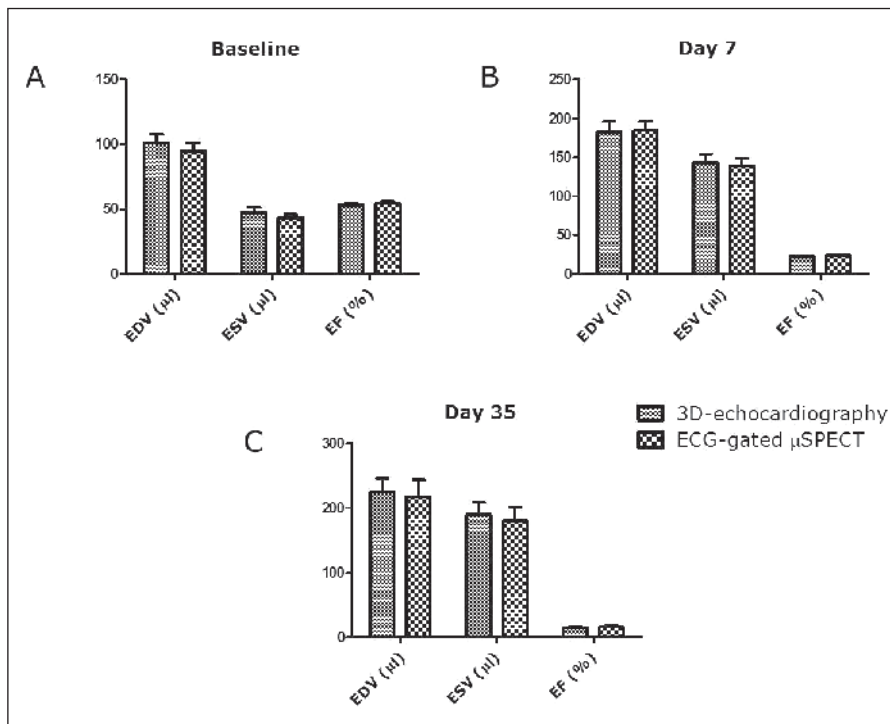 Baseline
A
150
100
50
0
EDV (μl)
ESV (μl)
EF (%)
Day 7
B
250
200
150
100
50
0
EDV (μl)
ESV (μl)
EF (%)
Day 35
C
300
200
100
0
EDV (μl)
ESV (μl)
EF (%)
3D-echocardiography
ECG-gated μSPECT